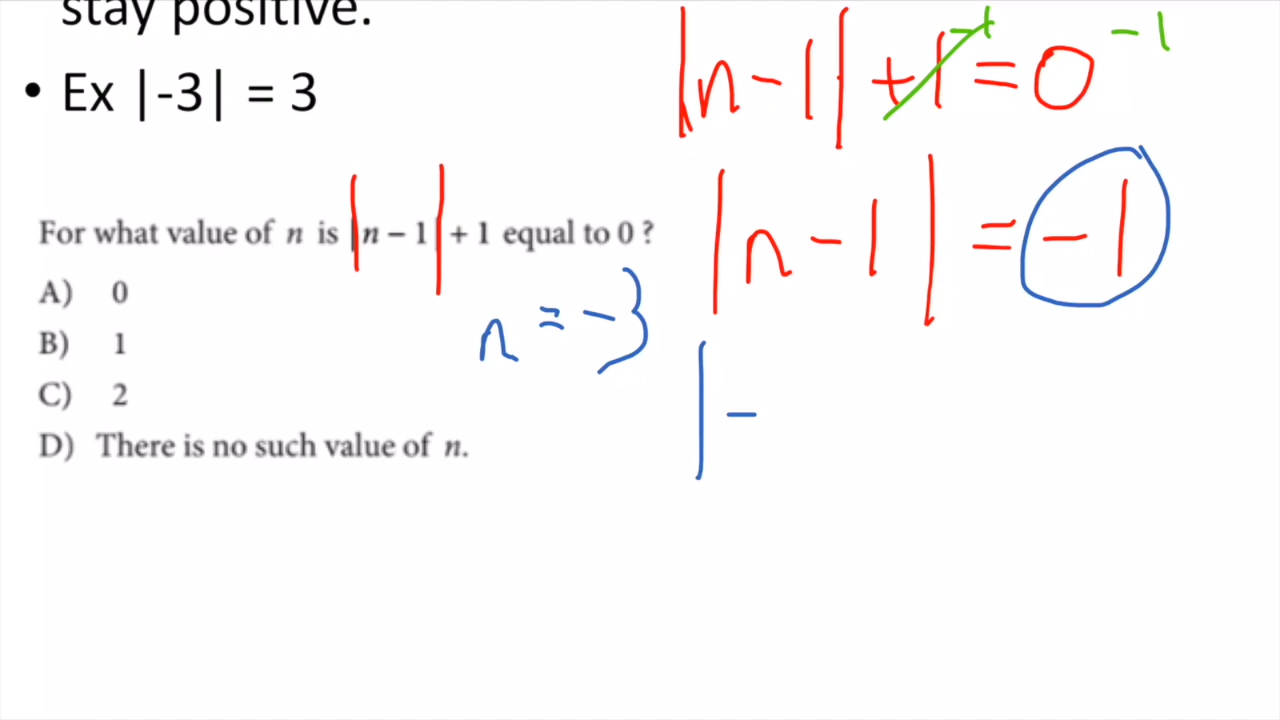 stay positive.
• Ex |-3| = 3
|n - 1| + 1 = 0
-1 -1
|n - 1| = -1
For what value of n is |n − 1| + 1 equal to 0 ?
A) 0
B) 1
C) 2
D) There is no such value of n.
n = -3
| -